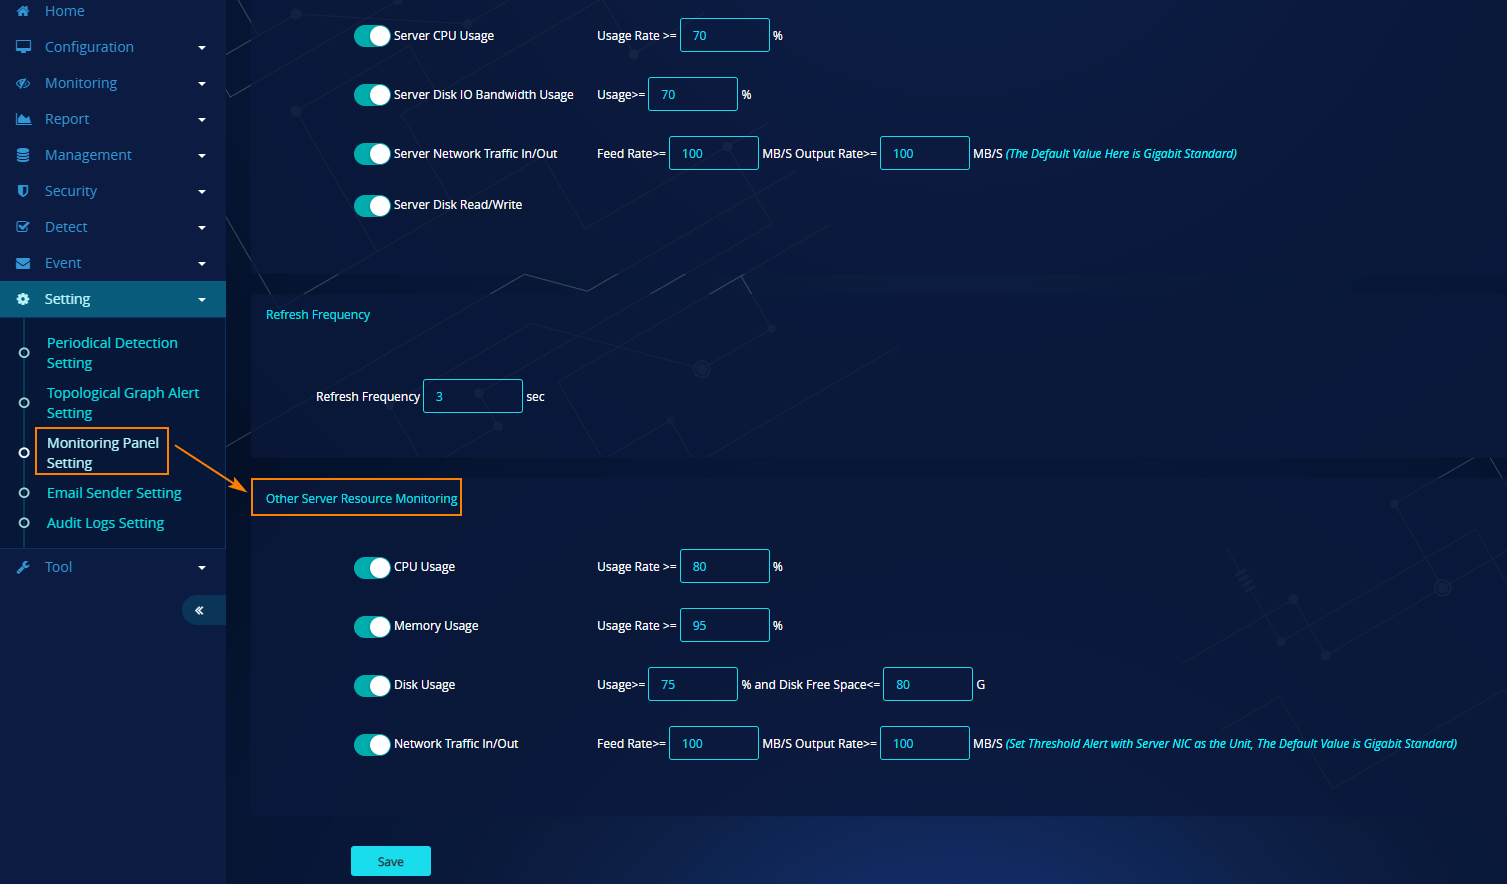 Home
Configuration
Monitoring
Report
Management
Security
Detect
Event
Setting
Periodical Detection
Setting
Topological Graph Alert
Setting
Monitoring Panel
Setting
Email Sender Setting
Audit Logs Setting
Tool
Server CPU Usage Usage Rate >= 70 %
Server Disk IO Bandwidth Usage Usage>= 70 %
Server Network Traffic In/Out Feed Rate>= 100 MB/S Output Rate>= 100 MB/S (The Default Value Here is Gigabit Standard)
Server Disk Read/Write
Refresh Frequency
Refresh Frequency 3 sec
Other Server Resource Monitoring
CPU Usage Usage Rate >= 80 %
Memory Usage Usage Rate >= 95 %
Disk Usage Usage>= 75 % and Disk Free Space<= 80 G
Network Traffic In/Out Feed Rate>= 100 MB/S Output Rate>= 100 MB/S (Set Threshold Alert with Server NIC as the Unit, The Default Value is Gigabit Standard)
Save